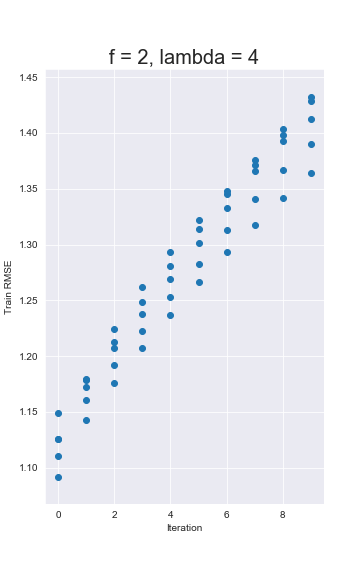 f = 2, lambda = 4
1.45
1.40
1.35
1.30
1.25
1.20
1.15
1.10
Train RMSE
0 2 4 6 8
Iteration